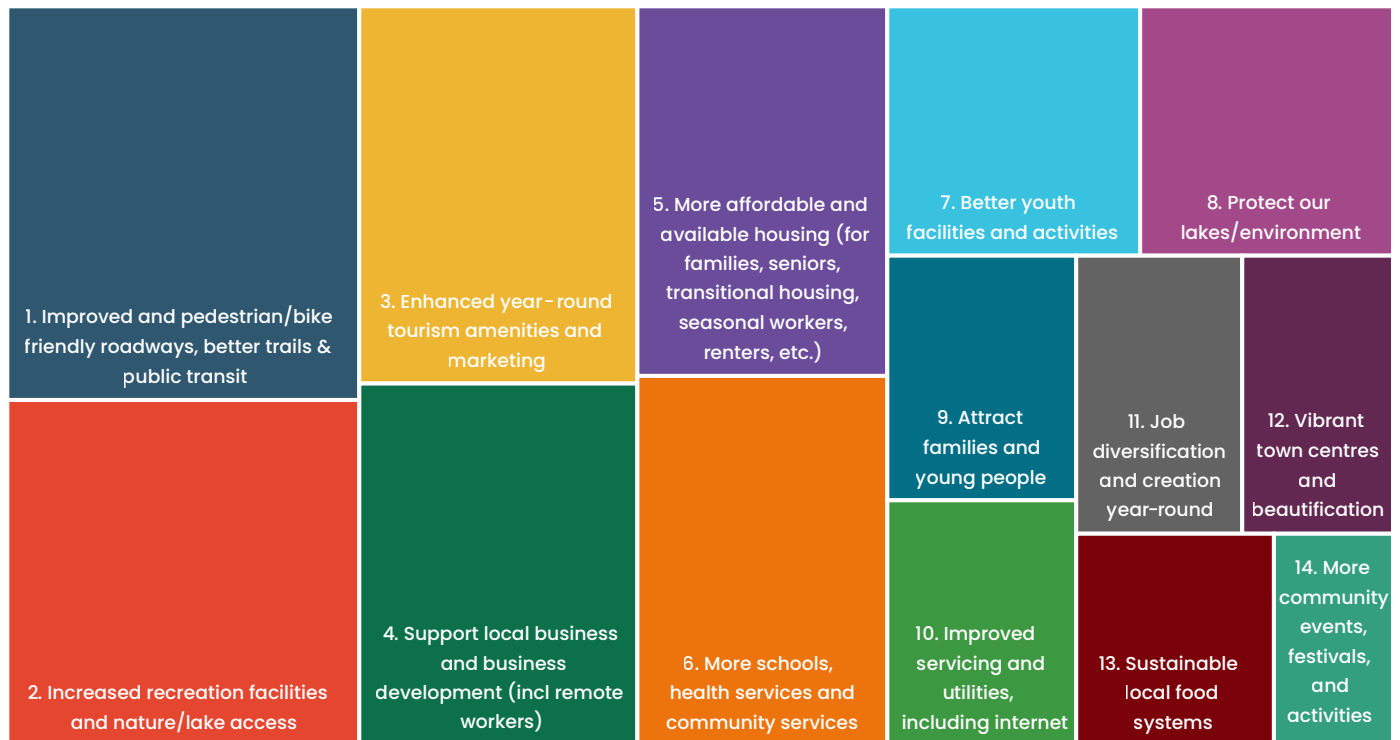 1. Improved and pedestrian/bike
friendly roadways, better trails &
public transit
2. Increased recreation facilities
and nature/lake access
3. Enhanced year-round
tourism amenities and
marketing
4. Support local business
and business
development (incl remote
workers)
5. More affordable and
available housing (for
families, seniors,
transitional housing,
seasonal workers,
renters, etc.)
6. More schools,
health services and
community services
7. Better youth
facilities and activities
8. Protect our
lakes/environment
9. Attract
families and
young people
10. Improved
servicing and
utilities,
including internet
11. Job
diversification
and creation
year-round
12. Vibrant
town centres
and
beautification
13. Sustainable
local food
systems
14. More
community
events,
festivals,
and
activities